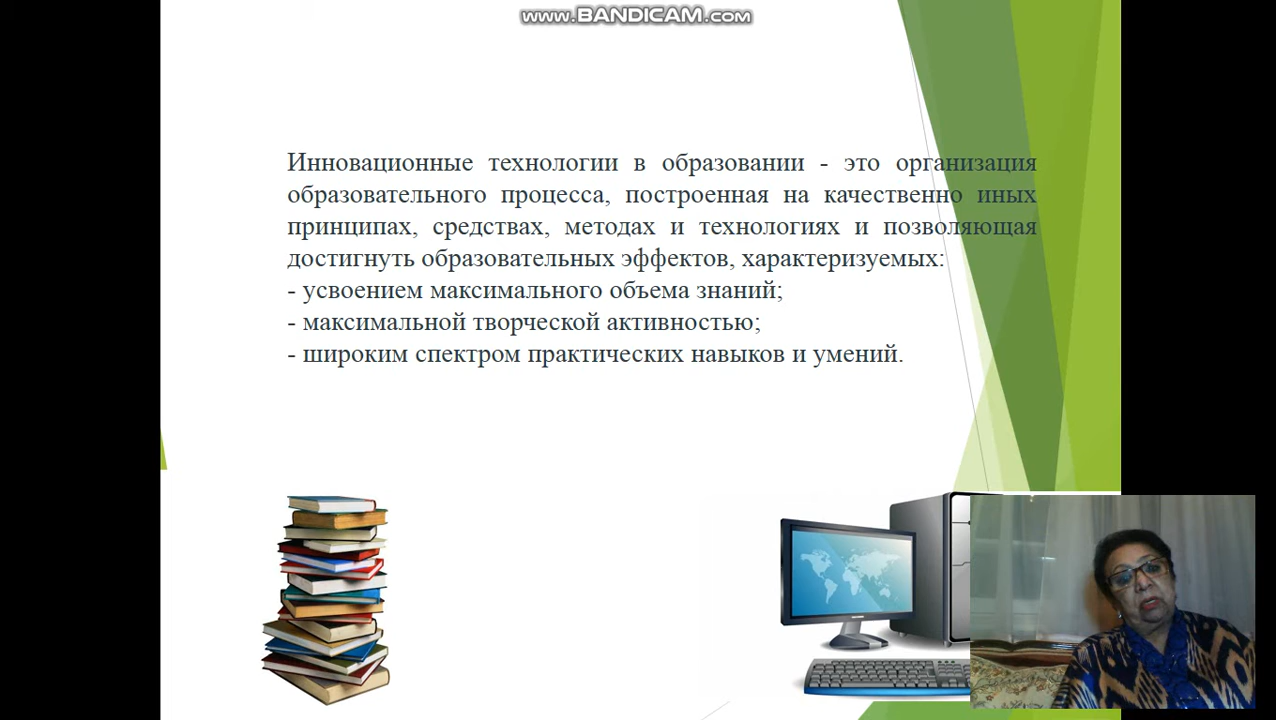 www.BANDICAM.com
Инновационные технологии в образовании - это организация
образовательного процесса, построенная на качественно иных
принципах, средствах, методах и технологиях и позволяющая
достигнуть образовательных эффектов, характеризуемых:
- усвоением максимального объема знаний;
- максимальной творческой активностью;
- широким спектром практических навыков и умений.